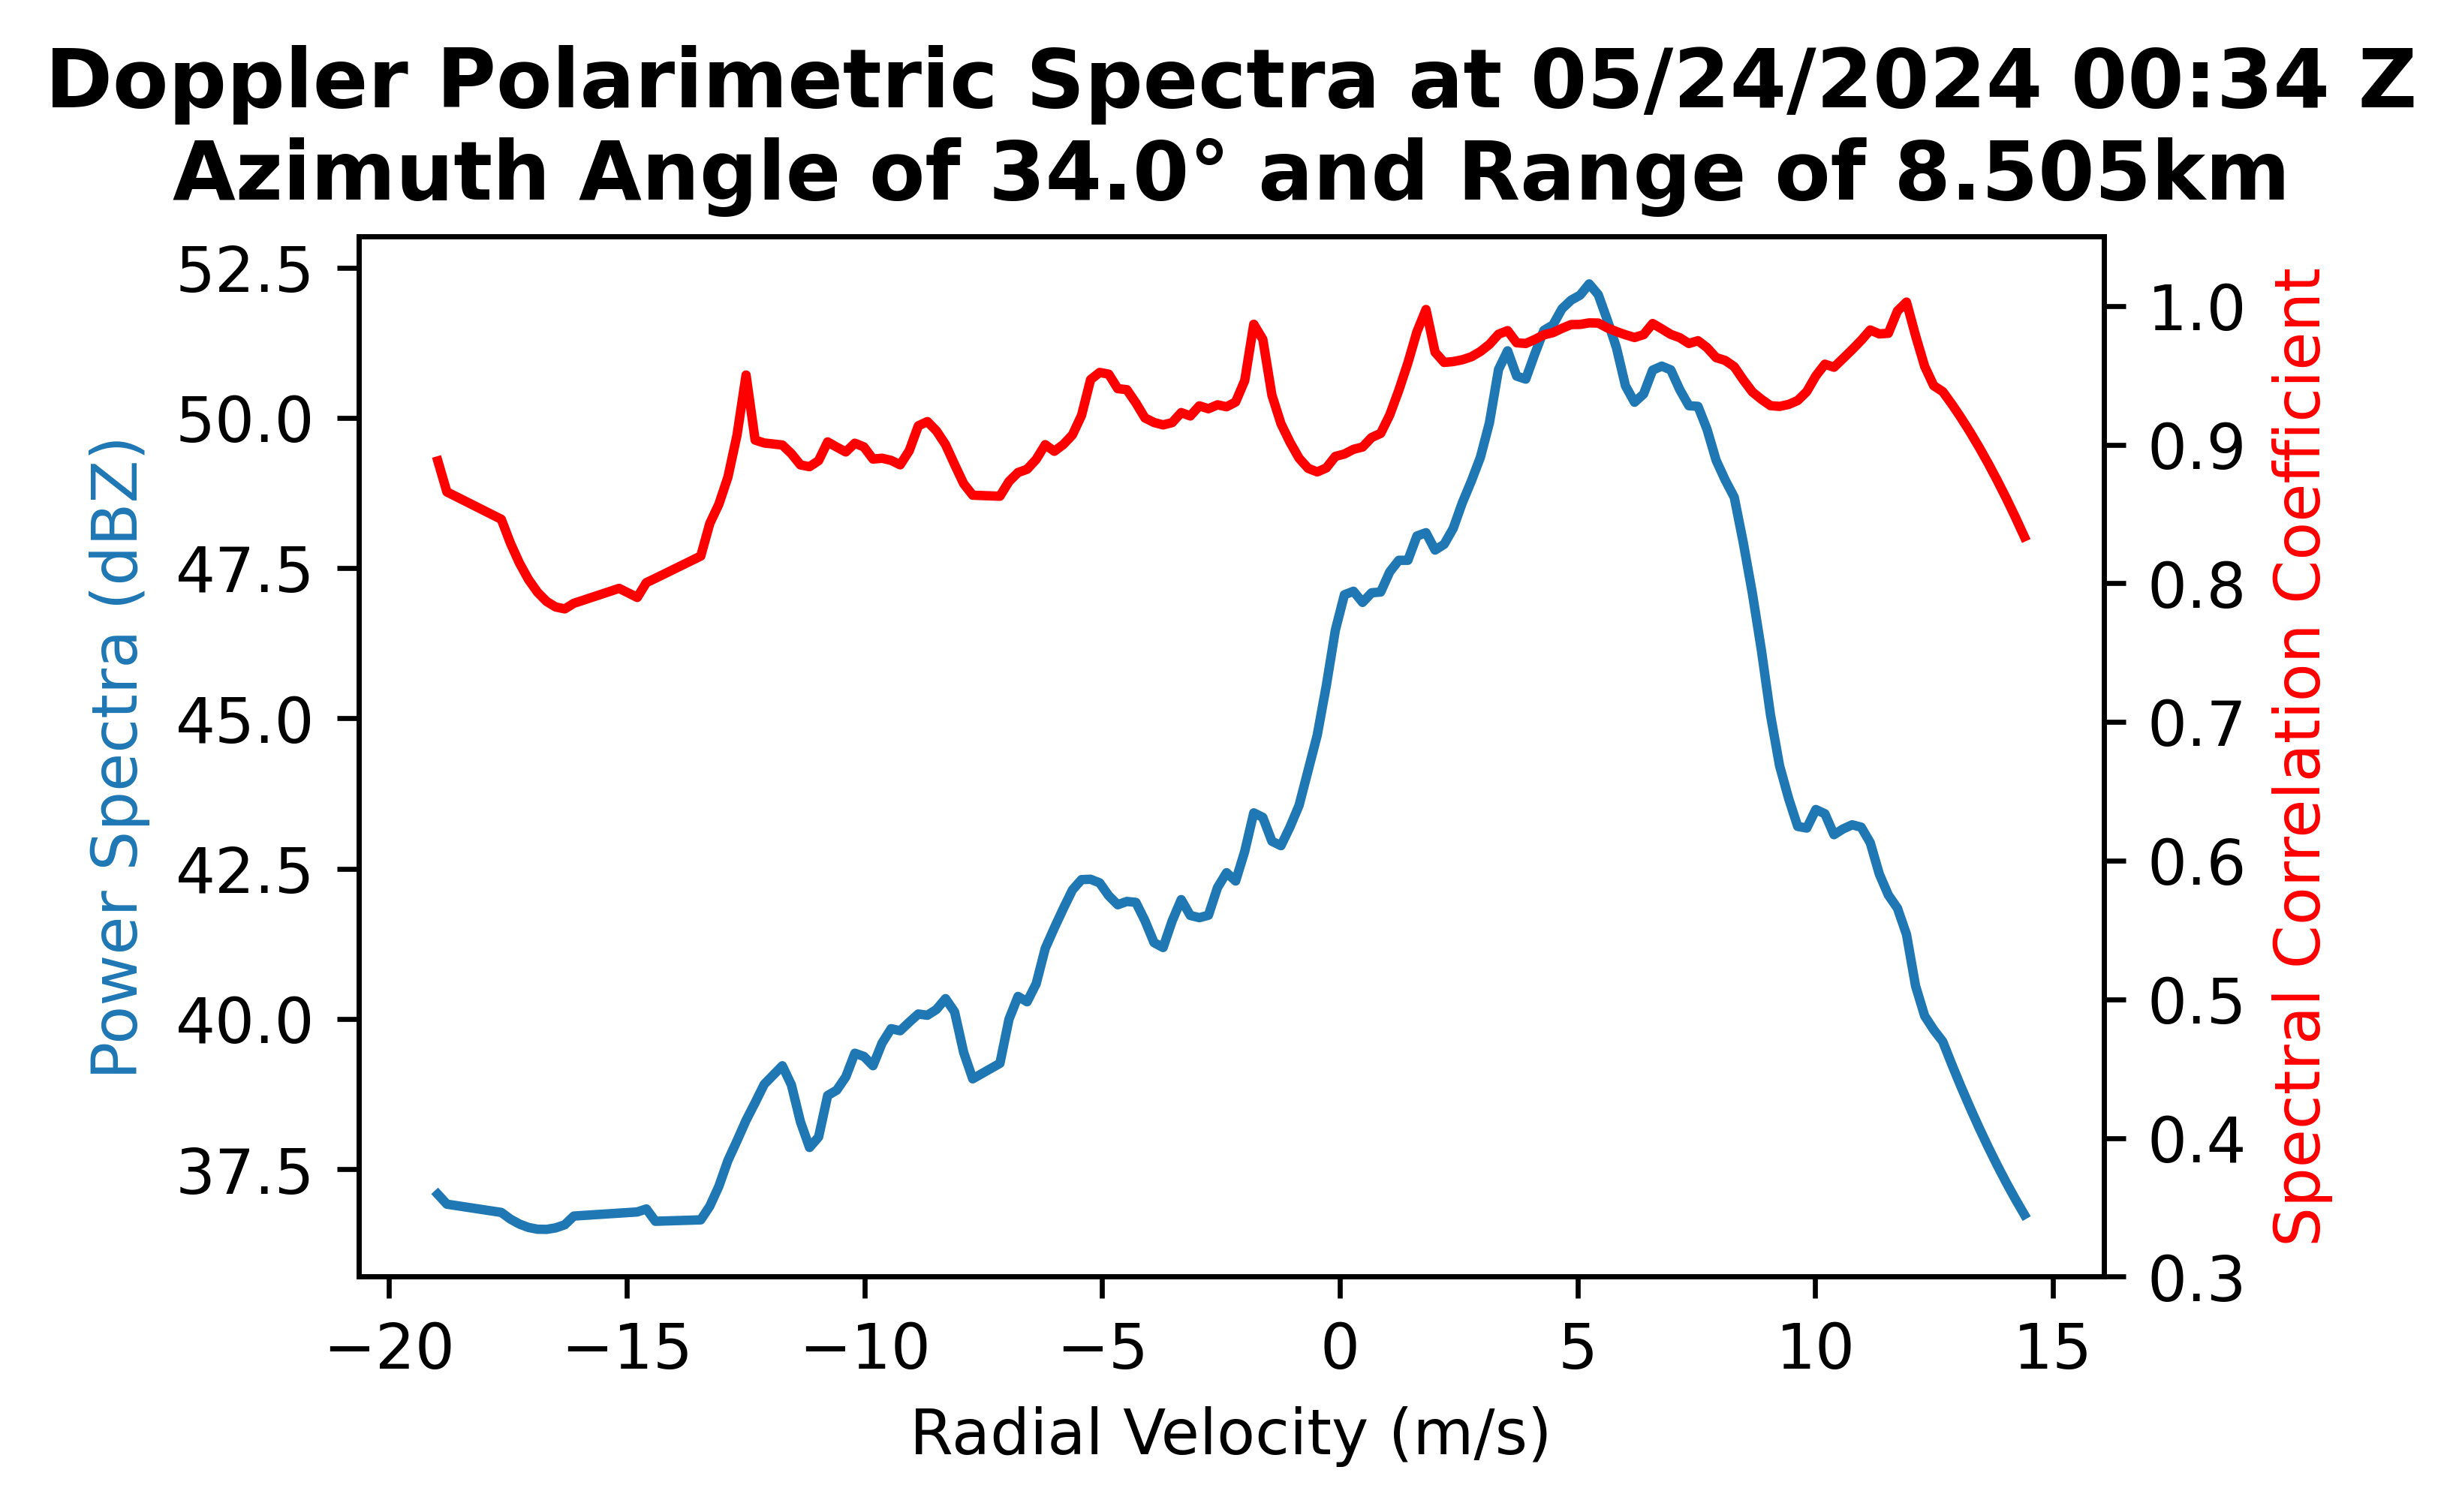 Doppler Polarimetric Spectra at 05/24/2024 00:34 Z
Azimuth Angle of 34.0° and Range of 8.505km
Power Spectra (dBZ)
52.5
50.0
47.5
45.0
42.5
40.0
37.5
1.0
0.9
0.8
0.7
0.6
0.5
0.4
0.3
Spectral Correlation Coefficient
−20 −15 −10 −5 0 5 10 15
Radial Velocity (m/s)